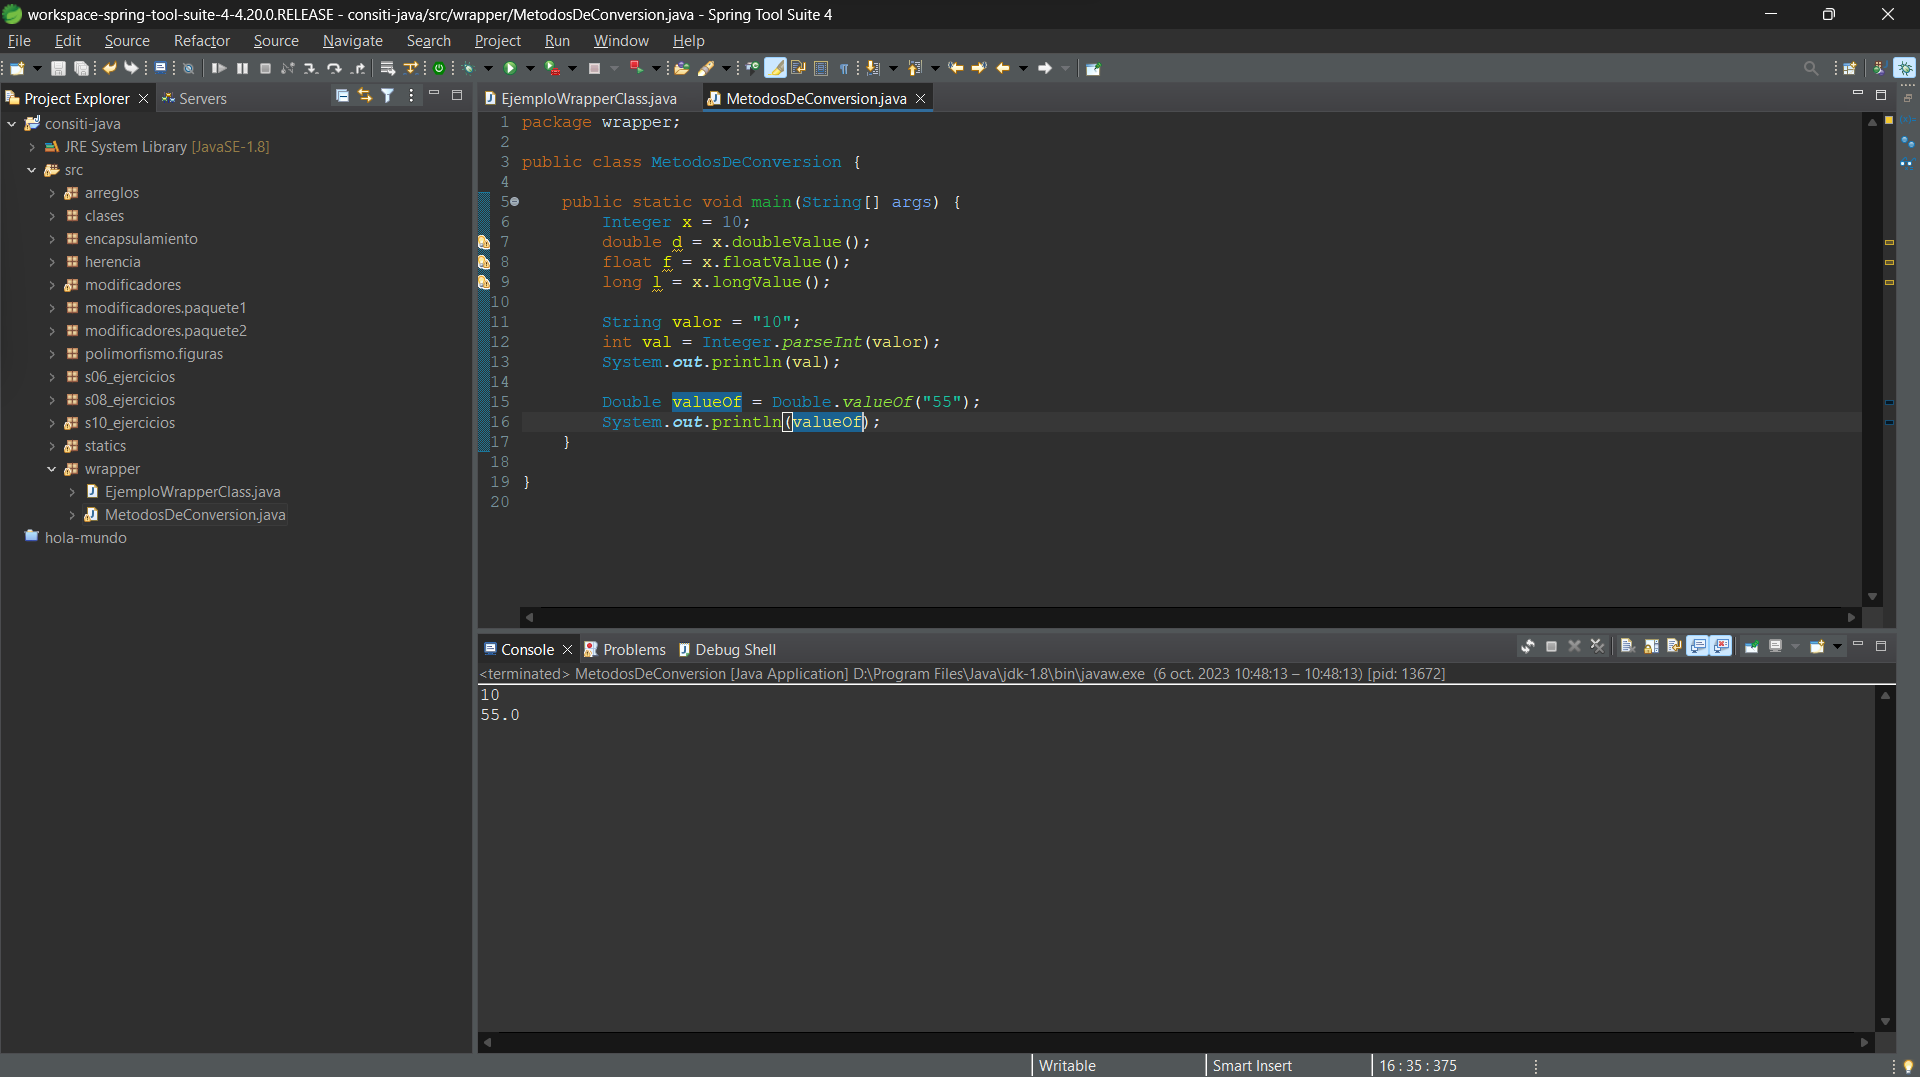 workspace-spring-tool-suite-4-4.20.0.RELEASE - consiti-java/src/wrapper/MetodosDeConversion.java - Spring Tool Suite 4
File Edit Source Refactor Source Navigate Search Project Run Window Help
Project Explorer Servers
consiti-java
JRE System Library [JavaSE-1.8]
src
arreglos
clases
encapsulamiento
herencia
modificadores
modificadores.paquete1
modificadores.paquete2
polimorfismo.figuras
s06_ejercicios
s08_ejercicios
s10_ejercicios
statics
wrapper
EjemploWrapperClass.java
MetodosDeConversion.java
hola-mundo
EjemploWrapperClass.java MetodosDeConversion.java
1 package wrapper;
2
3 public class MetodosDeConversion {
4
5 public static void main(String[] args) {
6 Integer x = 10;
7 double d = x.doubleValue();
8 float f = x.floatValue();
9 long l = x.longValue();
10
11 String valor = "10";
12 int val = Integer.parseInt(valor);
13 System.out.println(val);
14
15 Double valueOf = Double.valueOf("55");
16 System.out.println(valueOf);
17 }
18
19 }
20
Console Problems Debug Shell
<terminated> MetodosDeConversion [Java Application] D:\Program Files\Java\jdk-1.8\bin\javaw.exe (6 oct. 2023 10:48:13 – 10:48:13) [pid: 13672]
10
55.0
Writable Smart Insert 16 : 35 : 375